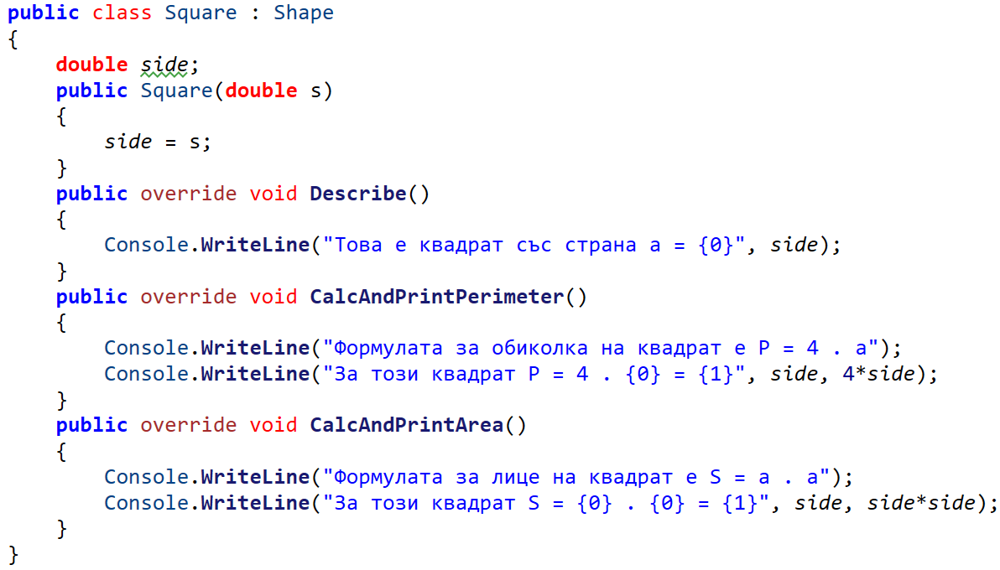 public class Square : Shape
{
    double side;
    public Square(double s)
    {
        side = s;
    }
    public override void Describe()
    {
        Console.WriteLine("Това е квадрат със страна a = {0}", side);
    }
    public override void CalcAndPrintPerimeter()
    {
        Console.WriteLine("Формулата за обиколка на квадрат е P = 4 . a");
        Console.WriteLine("За този квадрат P = 4 . {0} = {1}", side, 4*side);
    }
    public override void CalcAndPrintArea()
    {
        Console.WriteLine("Формулата за лице на квадрат е S = a . a");
        Console.WriteLine("За този квадрат S = {0} . {0} = {1}", side, side*side);
    }
}